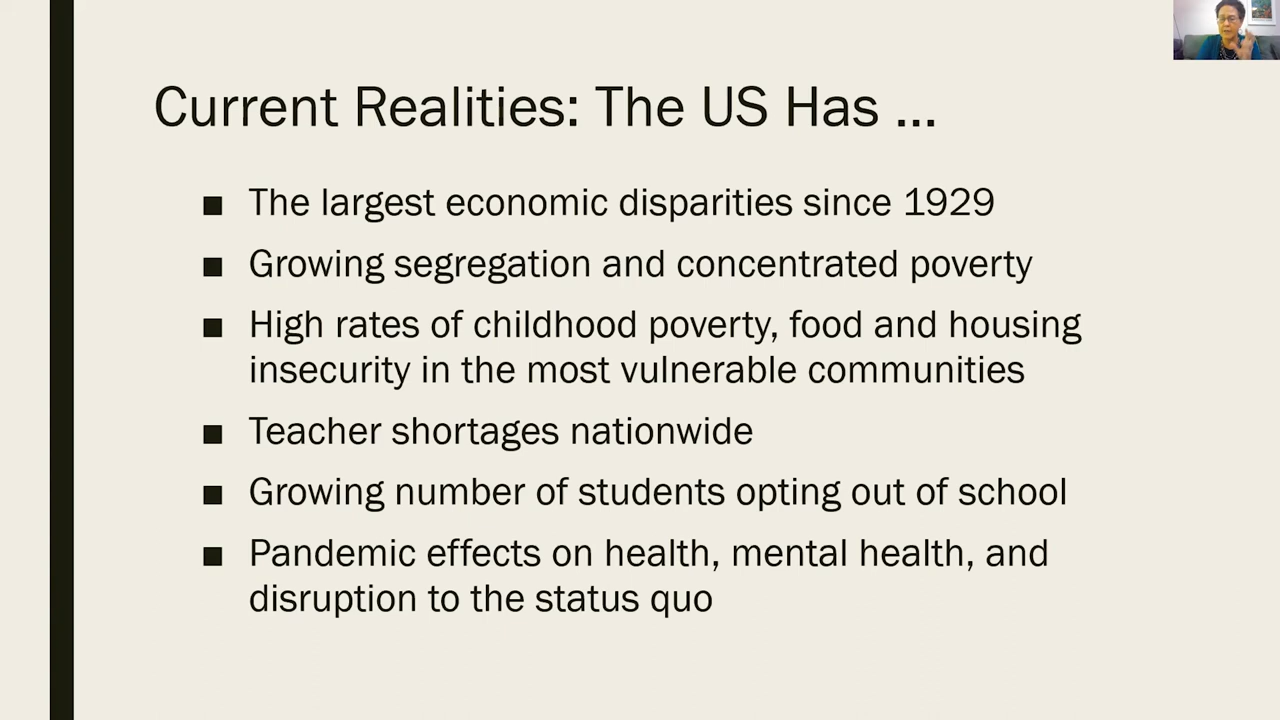 Current Realities: The US Has ...
■ The largest economic disparities since 1929
■ Growing segregation and concentrated poverty
■ High rates of childhood poverty, food and housing
insecurity in the most vulnerable communities
■ Teacher shortages nationwide
■ Growing number of students opting out of school
■ Pandemic effects on health, mental health, and
disruption to the status quo